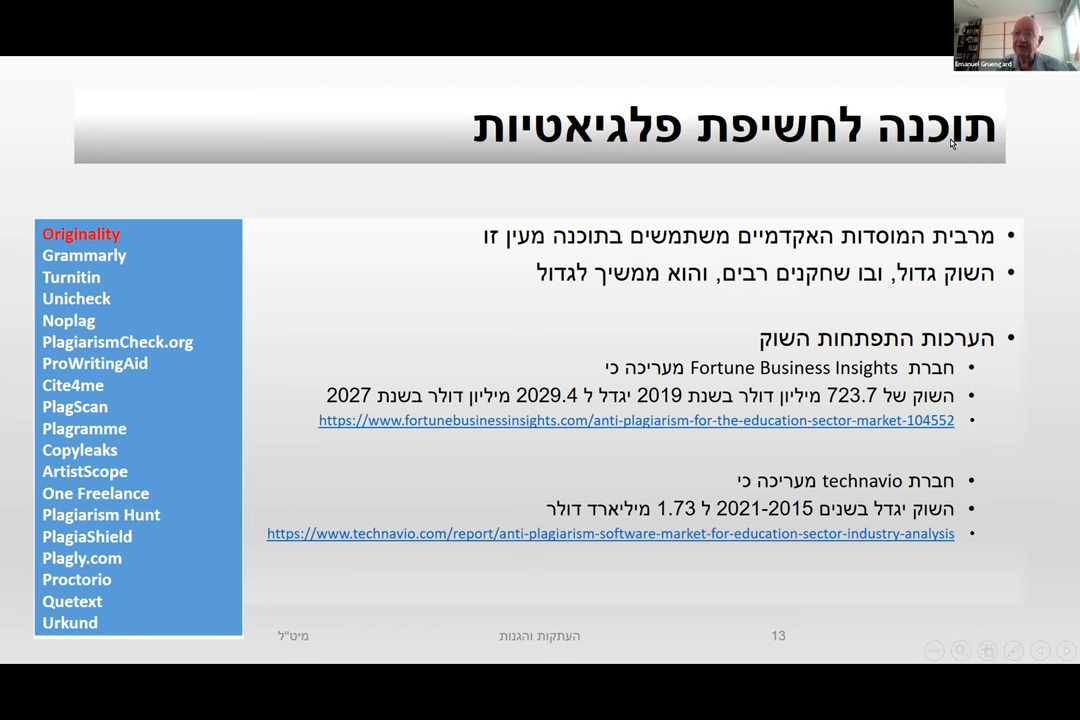 Emanuel Gruengard
תוכנה לחשיפת פלגיאטיות
• מרבית המוסדות האקדמיים משתמשים בתוכנה מעין זו
• השוק גדול, ובו שחקנים רבים, והוא ממשיך לגדול
• הערכות התפתחות השוק
• חברת Fortune Business Insights מעריכה כי
• השוק של 723.7 מיליון דולר בשנת 2019 יגדל ל 2029.4 מיליון דולר בשנת 2027
• https://www.fortunebusinessinsights.com/anti-plagiarism-for-the-education-sector-market-104552
• חברת technavio מעריכה כי
• השוק יגדל בשנים 2021-2015 ל 1.73 מיליארד דולר
• https://www.technavio.com/report/anti-plagiarism-software-market-for-education-sector-industry-analysis
Originality
Grammarly
Turnitin
Unicheck
Noplag
PlagiarismCheck.org
ProWritingAid
Cite4me
PlagScan
Plagramme
Copyleaks
ArtistScope
One Freelance
Plagiarism Hunt
PlagiaShield
Plagly.com
Proctorio
Quetext
Urkund
13
העתקות והגנות
מיט"ל